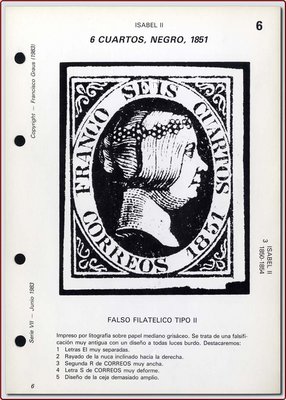 ISABEL II
6
6 CUARTOS, NEGRO, 1851
Copyright - Francisco Graus (1983)
FRANCO SEIS CUARTOS
CORREOS 1851
3 ISABEL II
1850-1854
FALSO FILATELICO TIPO II
Impreso por litografía sobre papel mediano grisáceo. Se trata de una falsifi-
cación muy antigua con un diseño a todas luces burdo. Destacaremos:
1 Letras EI muy separadas.
2 Rayado de la nuca inclinado hacia la derecha.
3 Segunda R de CORREOS muy ancha.
4 Letra S de CORREOS muy deforme.
5 Diseño de la ceja demasiado amplio.
Serie VII - Junio 1983
6